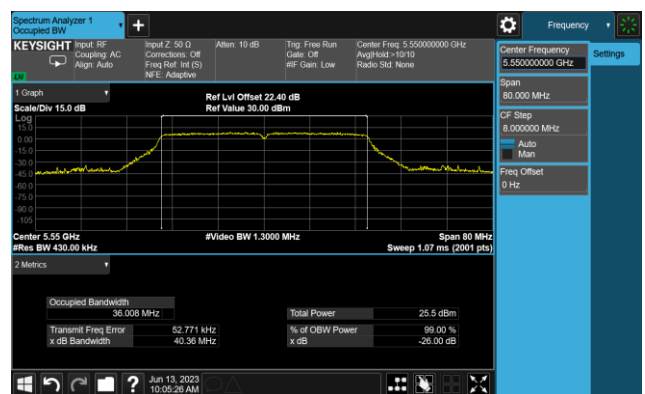 Spectrum Analyzer 1
Occupied BW
Frequency
KEYSIGHT
Input: RF
Coupling: AC
Align: Auto
Input Z: 50 Ω
Corrections: Off
Freq Ref: Int (S)
NFE: Adaptive
Atten: 10 dB
Trig: Free Run
Gate: Off
#IF Gain: Low
Center Freq: 5.550000000 GHz
Avg|Hold:>10/10
Radio Std: None
Center Frequency
5.550000000 GHz
Settings
Span
80.000 MHz
CF Step
8.000000 MHz
Auto
Man
Freq Offset
0 Hz
1 Graph
Scale/Div 15.0 dB
Ref Lvl Offset 22.40 dB
Ref Value 30.00 dBm
Log
15.0
0.00
-15.0
-30.0
-45.0
-60.0
-75.0
-90.0
-105
Center 5.55 GHz
#Video BW 1.3000 MHz
Span 80 MHz
#Res BW 430.00 kHz
Sweep 1.07 ms (2001 pts)
2 Metrics
Occupied Bandwidth
36.008 MHz
Total Power 25.5 dBm
Transmit Freq Error 52.771 kHz
% of OBW Power 99.00 %
x dB Bandwidth 40.36 MHz
x dB -26.00 dB
Jun 13, 2023
10:05:26 AM